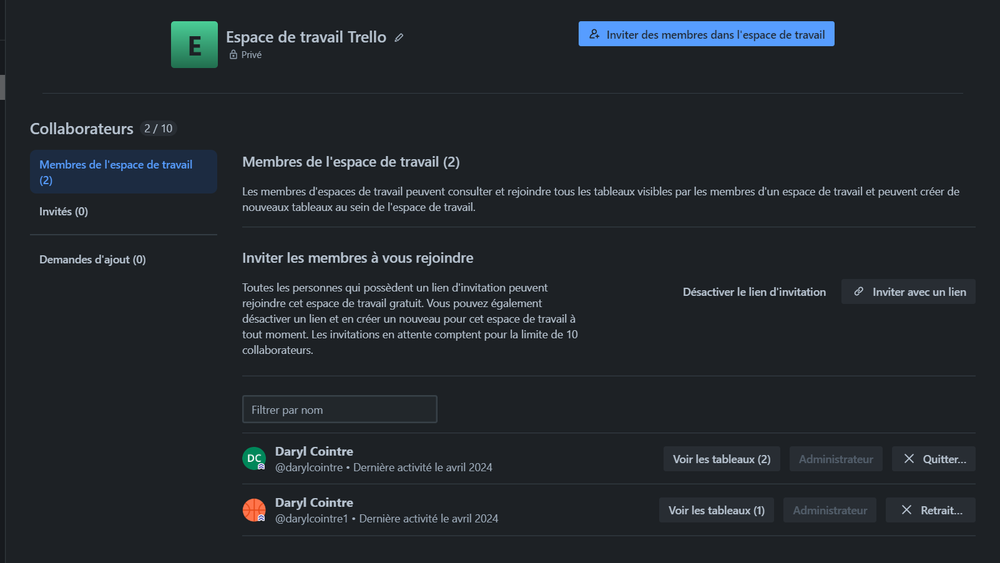 E
Espace de travail Trello
Privé
Inviter des membres dans l'espace de travail
Collaborateurs 2 / 10
Membres de l'espace de travail
(2)
Invités (0)
Demandes d'ajout (0)
Membres de l'espace de travail (2)
Les membres d'espaces de travail peuvent consulter et rejoindre tous les tableaux visibles par les membres d'un espace de travail et peuvent créer de
nouveaux tableaux au sein de l'espace de travail.
Inviter les membres à vous rejoindre
Toutes les personnes qui possèdent un lien d'invitation peuvent
rejoindre cet espace de travail gratuit. Vous pouvez également
désactiver un lien et en créer un nouveau pour cet espace de travail à
tout moment. Les invitations en attente comptent pour la limite de 10
collaborateurs.
Désactiver le lien d'invitation
Inviter avec un lien
Filtrer par nom
DC
Daryl Cointre
@darylcointre • Dernière activité le avril 2024
Voir les tableaux (2)
Administrateur
Quitter...
Daryl Cointre
@darylcointre1 • Dernière activité le avril 2024
Voir les tableaux (1)
Administrateur
Retrait...